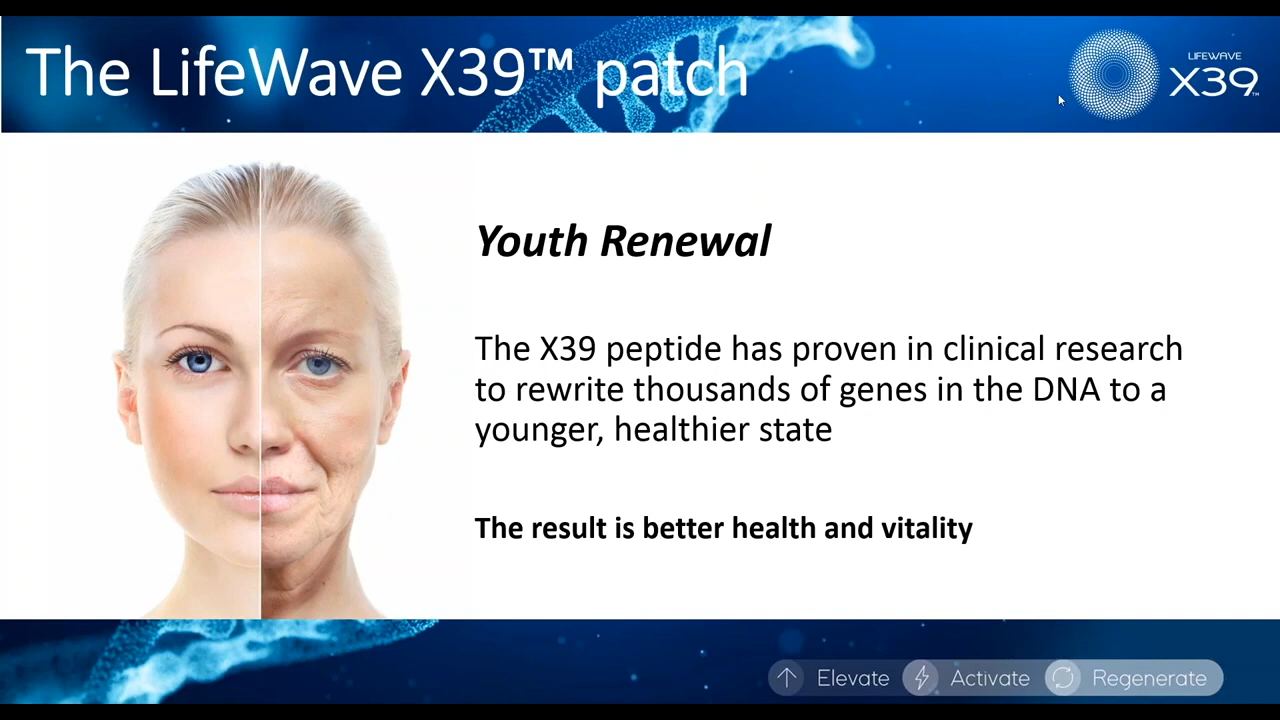 The LifeWave X39™ patch
LIFEWAVE
X39™
Youth Renewal
The X39 peptide has proven in clinical research
to rewrite thousands of genes in the DNA to a
younger, healthier state
The result is better health and vitality
Elevate
Activate
Regenerate